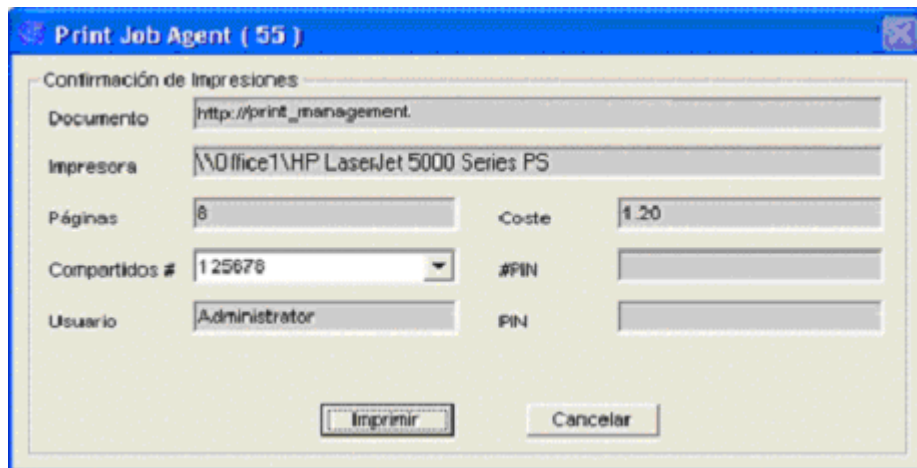 Print Job Agent ( 55 )
Confirmación de Impresiones
Documento http://print_management.
Impresora \\Office1\HP LaserJet 5000 Series PS
Páginas 8 Coste 1.20
Compartidos # 125678 #PIN
Usuario Administrator PIN
Imprimir Cancelar